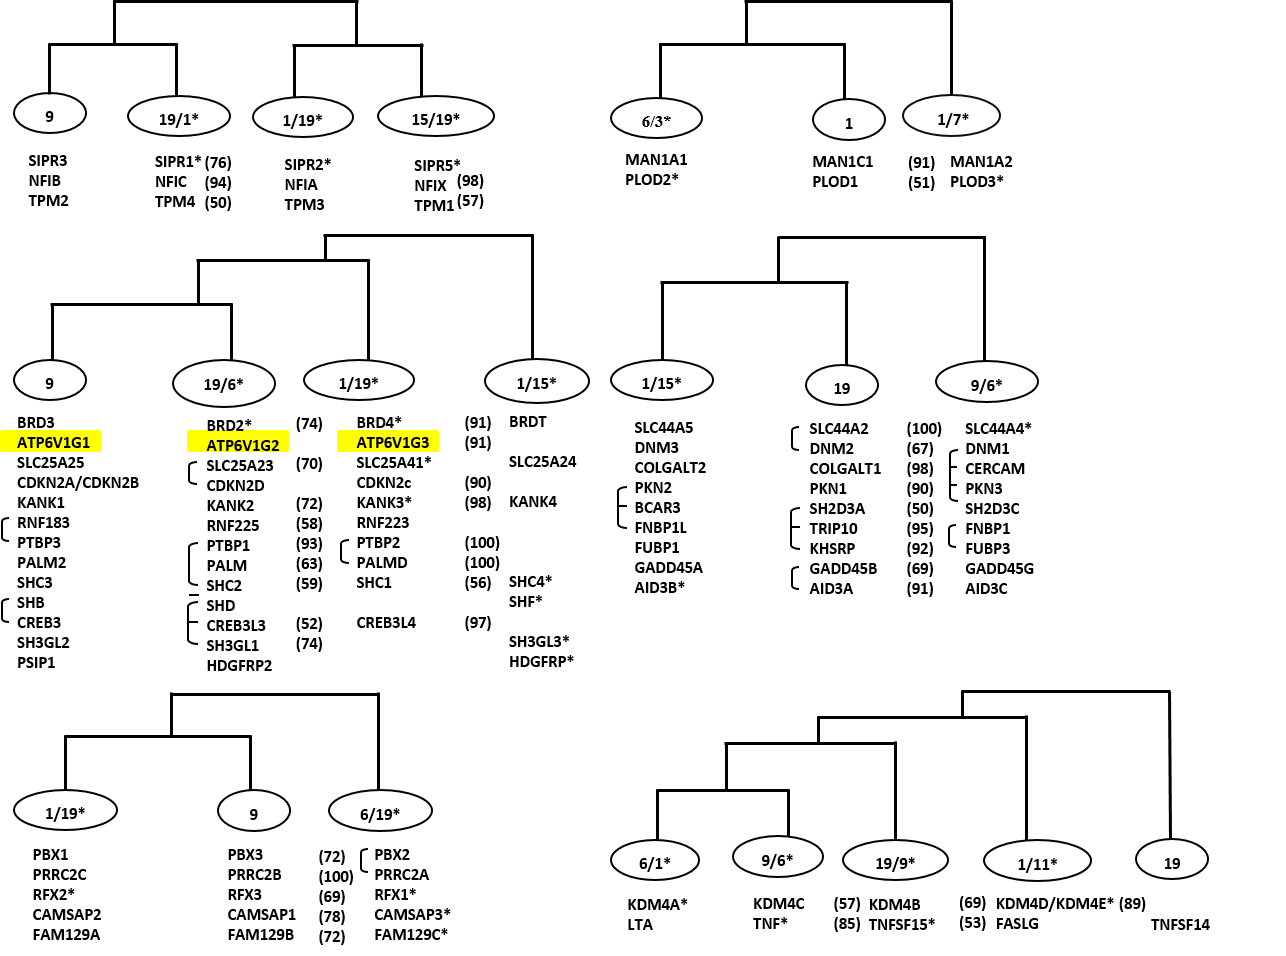 9 19/1* 1/19* 15/19* 6/3* 1 1/7*
SIPR3 SIPR1* (76) SIPR2* SIPR5* MAN1A1 MAN1C1 (91) MAN1A2
NFIB NFIC (94) NFIA NFIX (98) PLOD2* PLOD1 (51) PLOD3*
TPM2 TPM4 (50) TPM3 TPM1 (57)
9 19/6* 1/19* 1/15* 1/15* 19 9/6*
BRD3 BRD2* (74) BRD4* (91) BRDT SLC44A5 SLC44A2 (100) SLC44A4*
ATP6V1G1 ATP6V1G2 ATP6V1G3 (91) DNM3 DNM2 (67) DNM1
SLC25A25 SLC25A23 (70) SLC25A41* SLC25A24 COLGALT2 COLGALT1 (98) CERCAM
CDKN2A/CDKN2B CDKN2D CDKN2c (90) PKN2 PKN1 (90) PKN3
KANK1 KANK2 (72) KANK3* (98) KANK4 BCAR3 SH2D3A (50) SH2D3C
RNF183 RNF225 (58) RNF223 FNBP1L TRIP10 (95) FNBP1
PTBP3 PTBP1 (93) PTBP2 (100) FUBP1 KHSRP (92) FUBP3
PALM2 PALM (63) PALMD (100) GADD45A GADD45B (69) GADD45G
SHC3 SHC2 (59) SHC1 (56) SHC4* AID3B* AID3A (91) AID3C
SHB SHD SHF*
CREB3 CREB3L3 (52) CREB3L4 (97)
SH3GL2 SH3GL1 (74) SH3GL3*
PSIP1 HDGFRP2 HDGFRP*
1/19* 9 6/19* 6/1* 9/6* 19/9* 1/11* 19
PBX1 PBX3 (72) PBX2
PRRC2C PRRC2B (100) PRRC2A
RFX2* RFX3 (69) RFX1* KDM4A* KDM4C (57) KDM4B (69) KDM4D/KDM4E* (89)
CAMSAP2 CAMSAP1 (78) CAMSAP3* LTA TNF* (85) TNFSF15* (53) FASLG TNFSF14
FAM129A FAM129B (72) FAM129C*